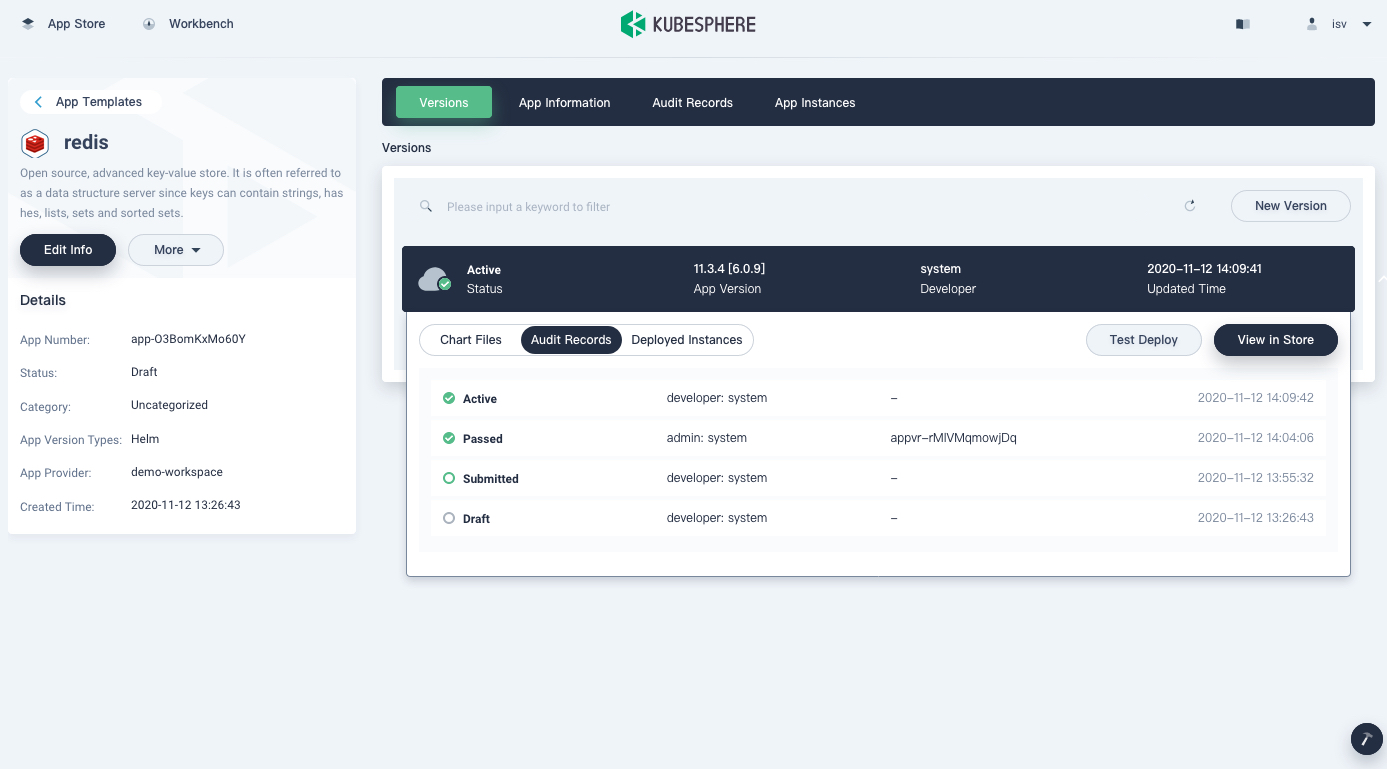 App Store
Workbench
KUBESPHERE
isv
App Templates
redis
Open source, advanced key-value store. It is often referred to
as a data structure server since keys can contain strings, has
hes, lists, sets and sorted sets.
Edit Info
More
Details
App Number: app-O3BomKxMo60Y
Status: Draft
Category: Uncategorized
App Version Types: Helm
App Provider: demo-workspace
Created Time: 2020-11-12 13:26:43
Versions
App Information
Audit Records
App Instances
Versions
Please input a keyword to filter
New Version
Active 11.3.4 [6.0.9] system 2020-11-12 14:09:41
Status App Version Developer Updated Time
Chart Files
Audit Records
Deployed Instances
Test Deploy
View in Store
Active developer: system - 2020-11-12 14:09:42
Passed admin: system appvr-rMlVMqmowjDq 2020-11-12 14:04:06
Submitted developer: system - 2020-11-12 13:55:32
Draft developer: system - 2020-11-12 13:26:43